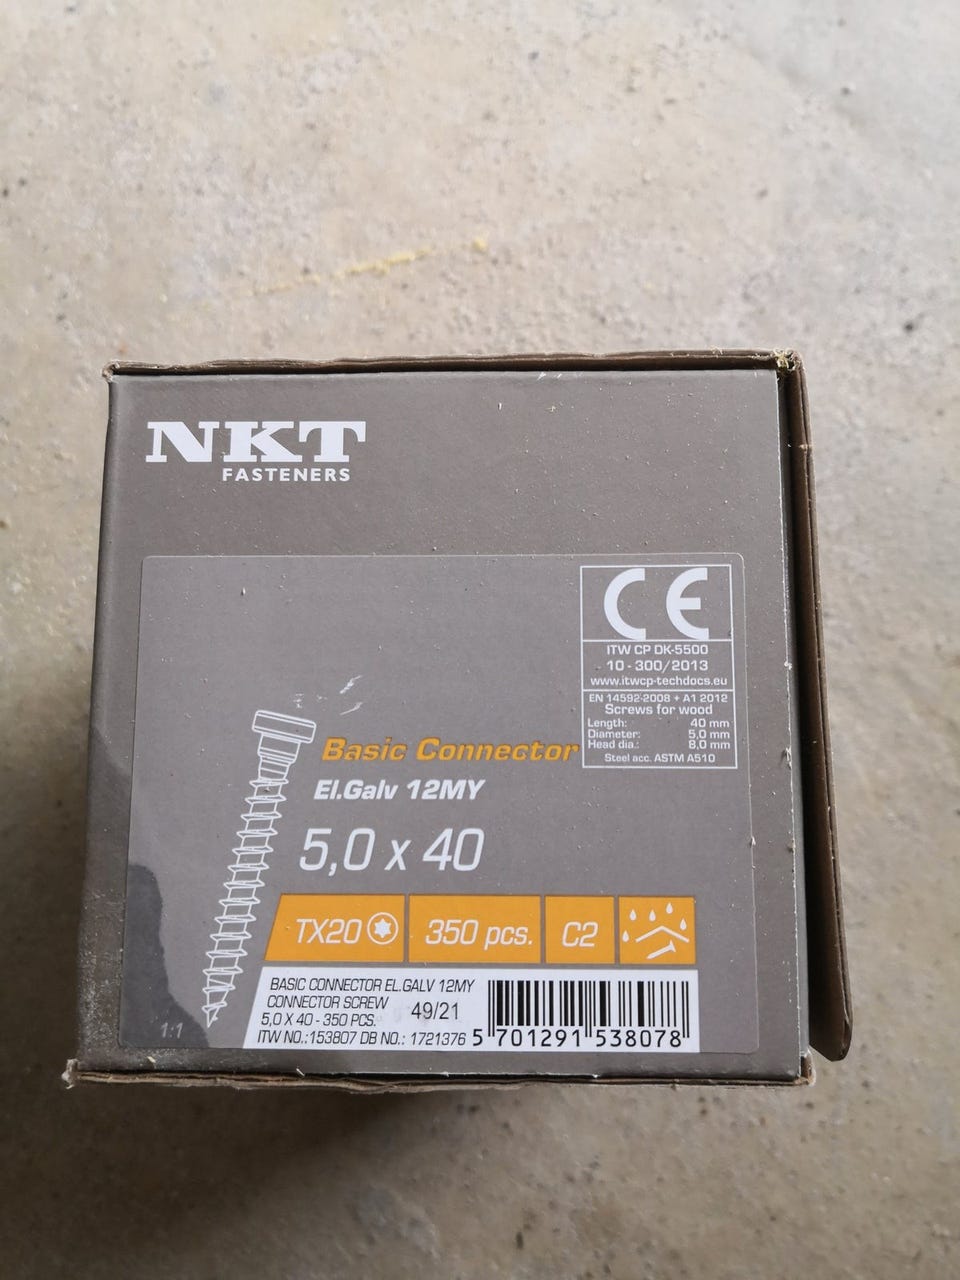 NKT
FASTENERS
CE
ITW CP DK-5500
10 - 300/2013
www.itwcp-techdocs.eu
EN 14592-2008 + A1 2012
Screws for wood
Length: 40 mm
Diameter: 5,0 mm
Head dia.: 8,0 mm
Steel acc. ASTM A510
Basic Connector
El.Galv 12MY
5,0 x 40
TX20 350 pcs. C2
1:1
BASIC CONNECTOR EL.GALV 12MY
CONNECTOR SCREW
5,0 X 40 - 350 PCS. 49/21
ITW NO.:153807 DB NO.: 1721376
5 701291 538078